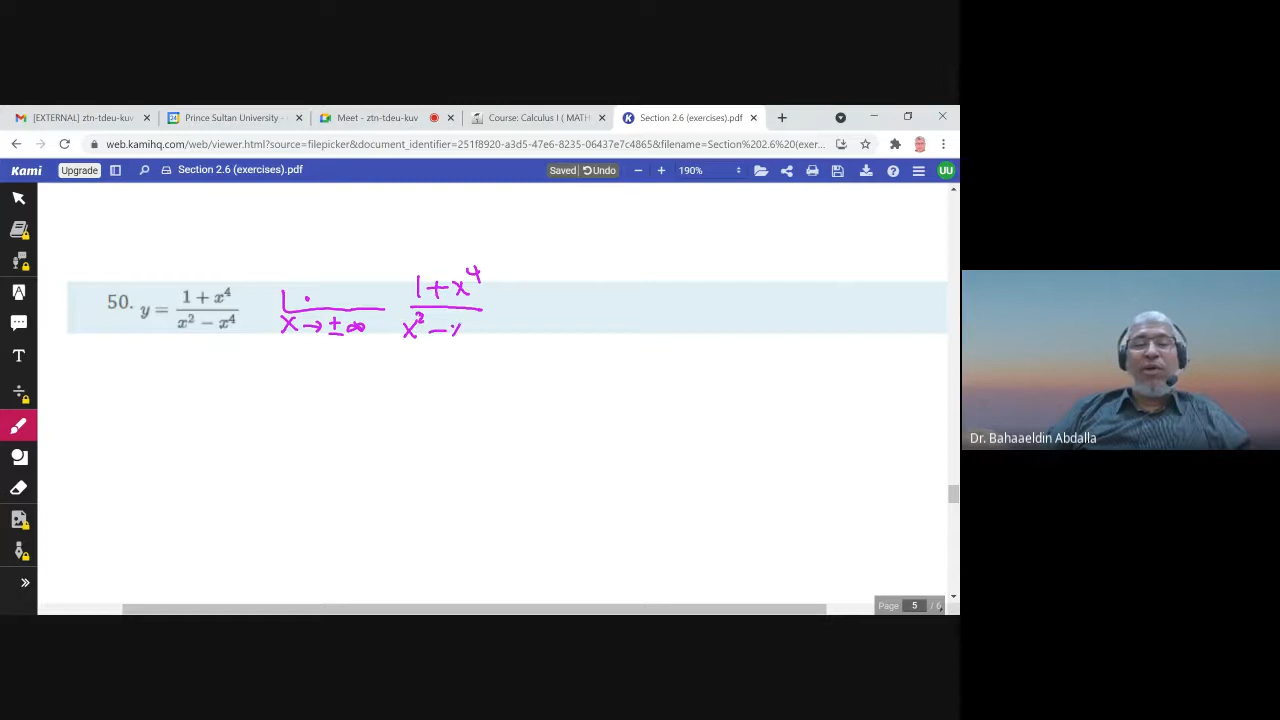 [EXTERNAL] ztn-tdeu-kuv
Prince Sultan University -
Meet - ztn-tdeu-kuv
Course: Calculus I ( MATH
Section 2.6 (exercises).pdf
web.kamihq.com/web/viewer.html?source=filepicker&document_identifier=251f8920-a3d5-47e6-8235-06437e7c4865&filename=Section%202.6%20(exer...
Kami
Upgrade
Section 2.6 (exercises).pdf
Saved
Undo
190%
UU
50. y = (1 + x⁴)/(x² − x⁴)
x → ± ∞ (1 + x⁴)/(x² −
Dr. Bahaaeldin Abdalla
Page 5 / 6